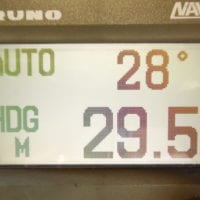 RUNO NAV
AUTO 28°
HDG 29.5
M